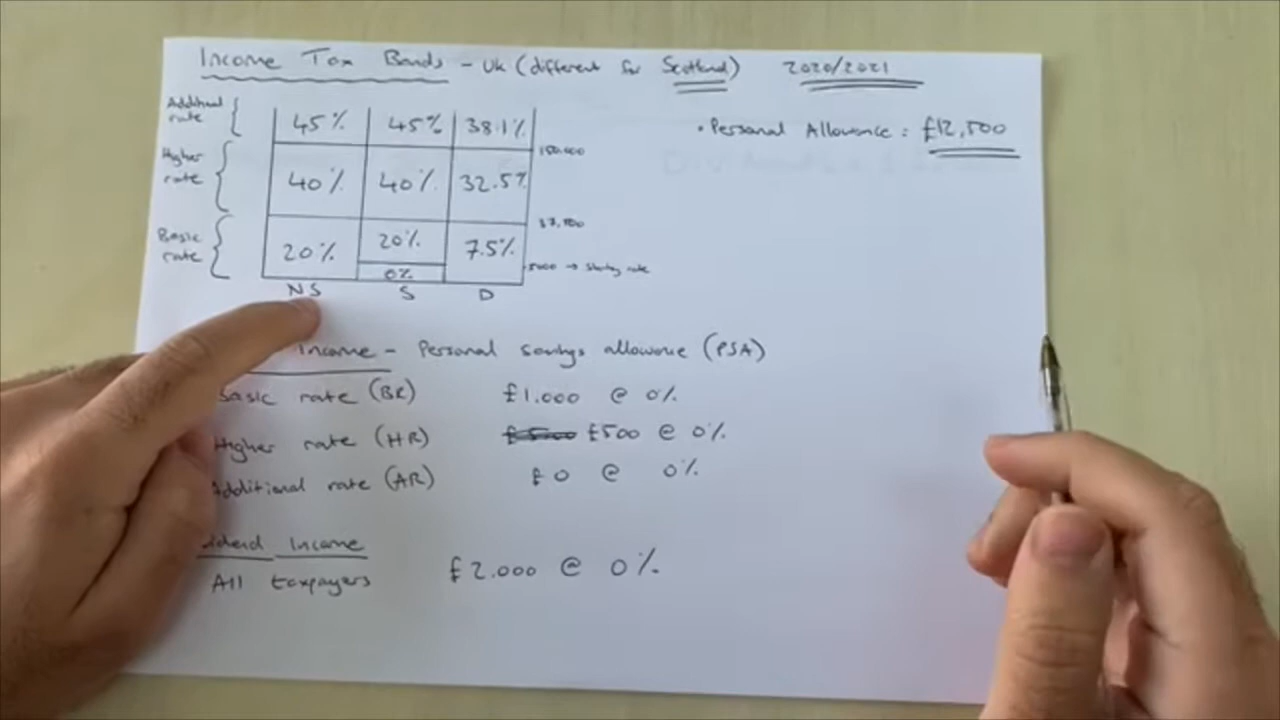 Income Tax Bands - UK (different for Scotland) 2020/2021
Additional rate
45% 45% 38.1%
• Personal Allowance: £12,500
150,000
Higher rate
40% 40% 32.5%
37,500
Basic rate
20% 20% 7.5%
0%
5000 → starting rate
NS S D
Income - Personal savings allowance (PSA)
Basic rate (BR) £1.000 @ 0%
Higher rate (HR) £500 @ 0%
Additional rate (AR) £0 @ 0%
Income
All taxpayers £2.000 @ 0%